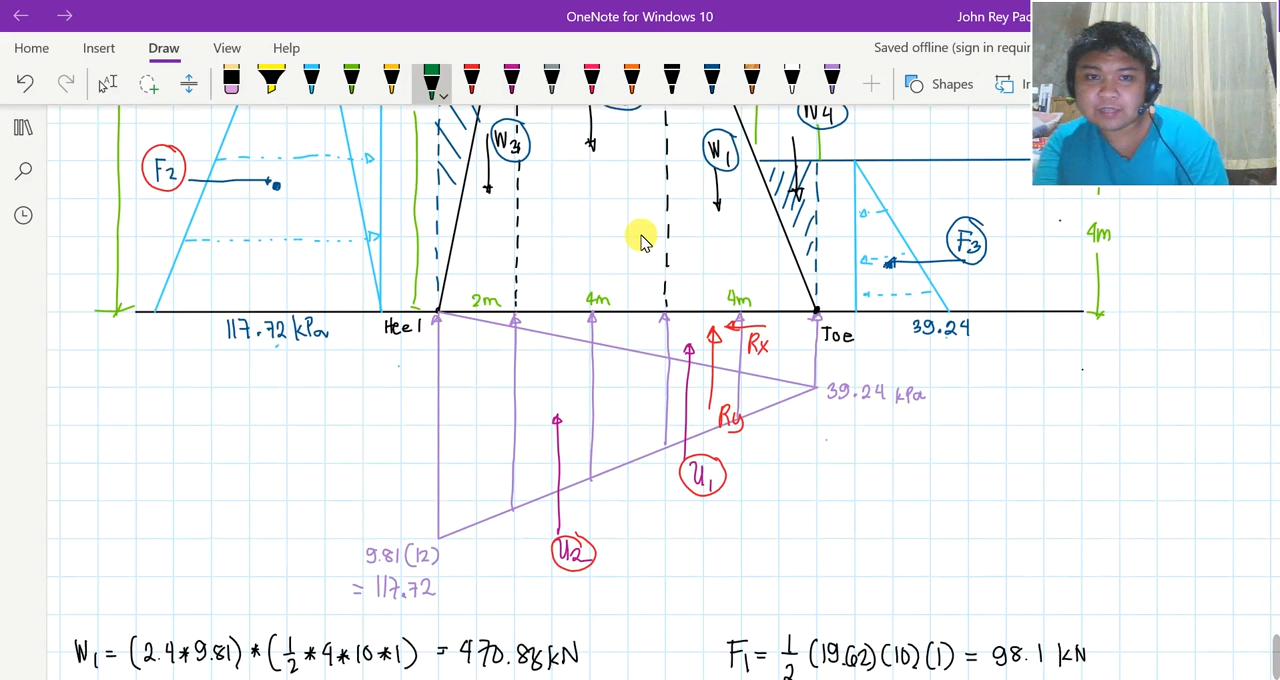 OneNote for Windows 10
John Rey Pac
Home Insert Draw View Help
Saved offline (sign in requir
Shapes
In
W4
W3
W1
F2
F3
4m
2m 4m 4m
117.72 kPa
Heel
Toe
39.24
Rx
Ry
39.24 kPa
U1
U2
9.81(12)
= 117.72
W1 = (2.4*9.81) * (1/2 *4*10*1) = 470.88kN
F1 = 1/2 (19.62)(10)(1) = 98.1 kN